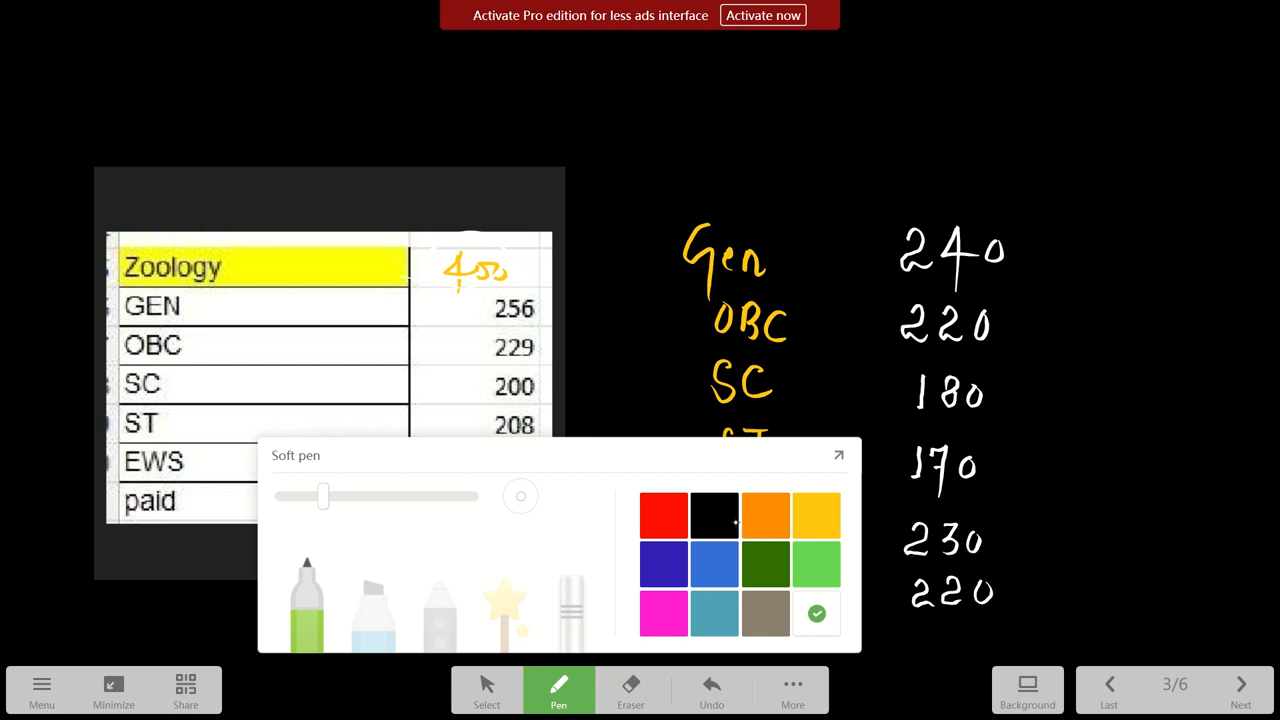 Activate Pro edition for less ads interface Activate now
Zoology 400
GEN 256
OBC 229
SC 200
ST 208
EWS
paid
Gen 240
OBC 220
SC 180
ST 170
230
220
Soft pen
Menu Minimize Share Select Pen Eraser Undo More Background Last 3/6 Next